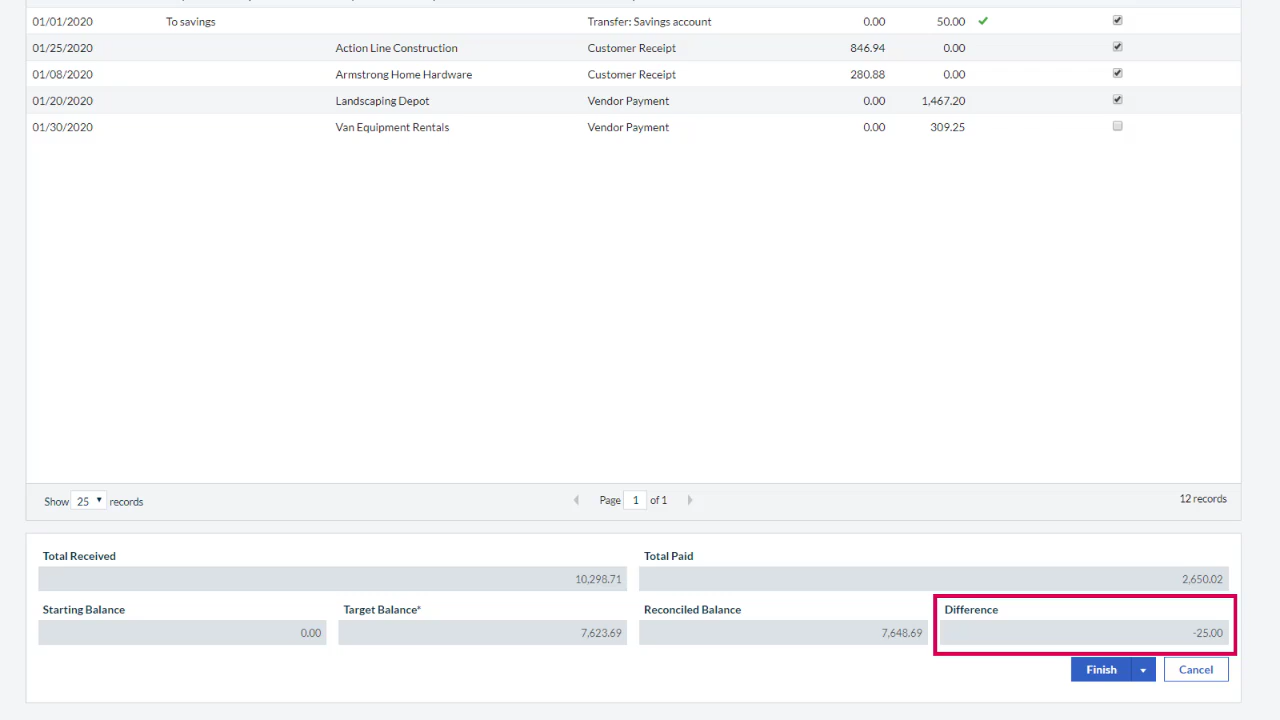 01/01/2020 To savings Transfer: Savings account 0.00 50.00
01/25/2020 Action Line Construction Customer Receipt 846.94 0.00
01/08/2020 Armstrong Home Hardware Customer Receipt 280.88 0.00
01/20/2020 Landscaping Depot Vendor Payment 0.00 1,467.20
01/30/2020 Van Equipment Rentals Vendor Payment 0.00 309.25
Show 25 records Page 1 of 1 12 records
Total Received Total Paid
10,298.71 2,650.02
Starting Balance Target Balance* Reconciled Balance Difference
0.00 7,623.69 7,648.69 -25.00
Finish Cancel